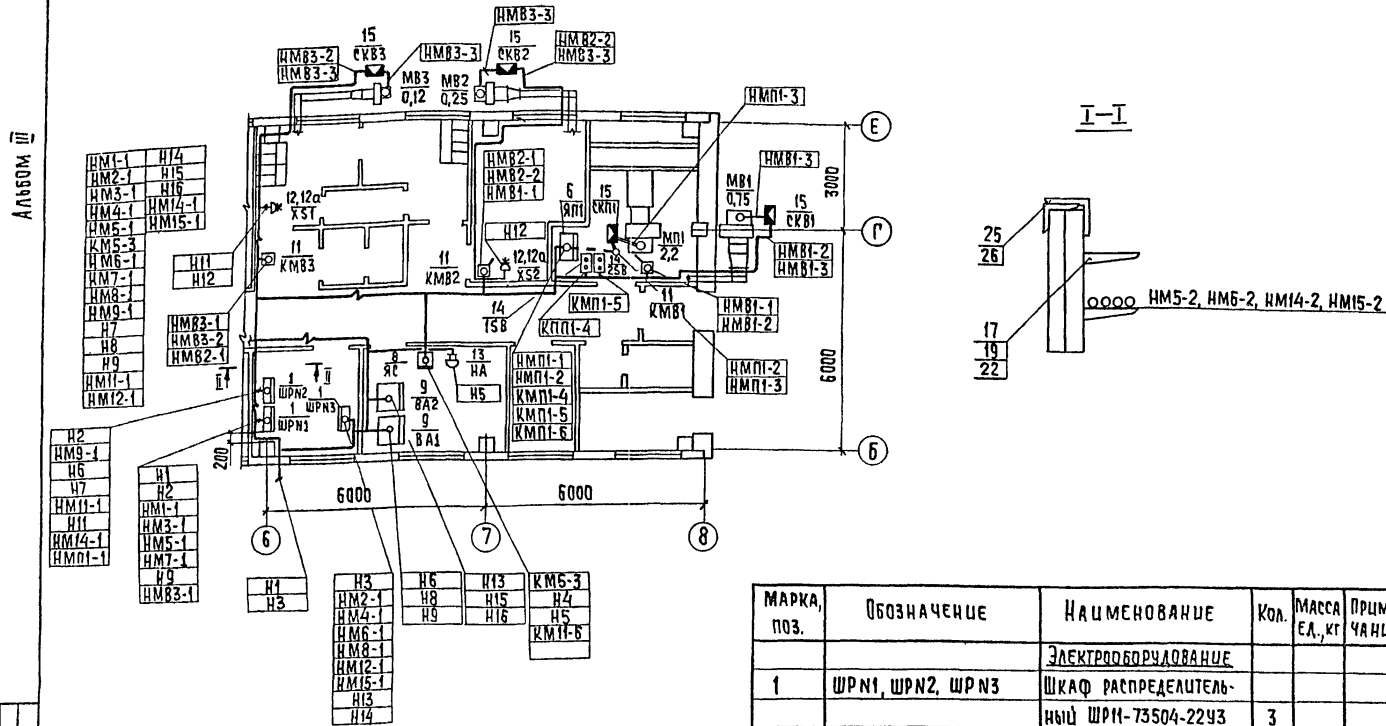 Альбом III
НМВ3-2
НМВ3-3
15
СКВ3
НМВ3-3
МВ3
0,12
МВ2
0,25
НМВ3-3
15
СКВ2
НМВ2-2
НМВ3-3
НМП1-3
Е
I–I
НМ1-1 Н14
НМ2-1 Н15
НМ3-1 Н16
НМ4-1 НМ14-1
НМ5-1 НМ15-1
КМ5-3
НМ6-1
НМ7-1
НМ8-1
НМ9-1
Н7
Н8
Н9
НМ11-1
НМ12-1
12,12а
XS1
11
КМВ3
Н11
Н12
НМВ3-1
НМВ3-2
НМВ2-1
НМВ2-1
НМВ2-2
НМВ1-1
Н12
11
КМВ2
12,12а
XS2
6
ЯП1
15
СКП1
МП1
2,2
14
2SB
МВ1
0,75
НМВ1-3
15
СКВ1
3000
Г
НМВ1-2
НМВ1-3
14
1SB
КМП1-5
КПП1-4
11
КМВ1
НМВ1-1
НМВ1-2
НМП1-2
НМП1-3
НМП1-1
НМП1-2
КМП1-4
КМП1-5
КМП1-6
6000
25
26
НМ5-2, НМ6-2, НМ14-2, НМ15-2
17
19
22
II
II
1
ШРN2
1
ШРN3
1
ШРN1
8
ЯС
13
НА
Н5
9
ВА2
9
ВА1
200
Б
6000
6000
6
7
8
Н2
НМ9-1
Н6
Н7
НМ11-1
Н11
НМ14-1
НМП1-1
Н1
Н2
НМ1-1
НМ3-1
НМ5-1
НМ7-1
Н9
НМВ3-1
Н1
Н3
Н3
НМ2-1
НМ4-1
НМ6-1
НМ8-1
НМ12-1
НМ15-1
Н13
Н14
Н6
Н8
Н9
Н13
Н15
Н16
КМ5-3
Н4
Н5
КМ11-6
МАРКА, ПОЗ. ОБОЗНАЧЕНИЕ НАИМЕНОВАНИЕ КОЛ. МАССА ЕД.,КГ ПРИМ ЧАНИ
ЭЛЕКТРООБОРУДОВАНИЕ
1 ШРN1, ШРN2, ШРN3 ШКАФ РАСПРЕДЕЛИТЕЛЬ-
НЫЙ ШР11-73504-22У3 3